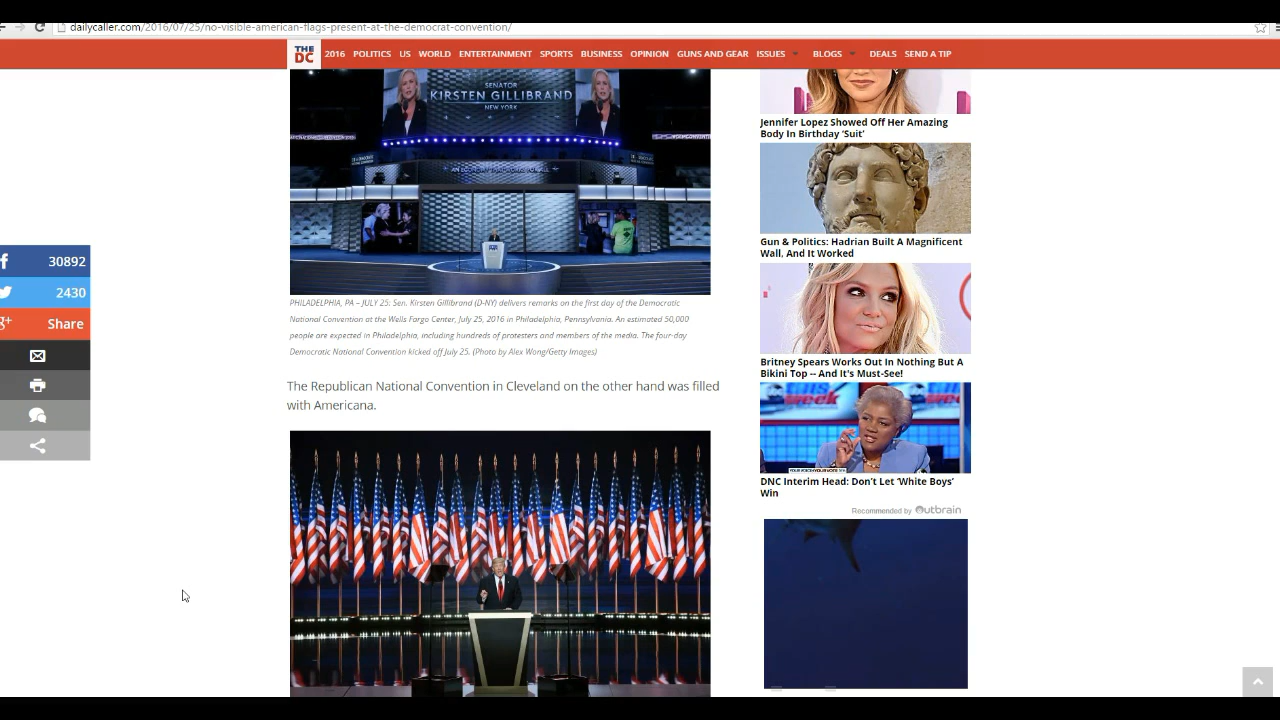 dailycaller.com/2016/07/25/no-visible-american-flags-present-at-the-democrat-convention/
THE
DC
2016 POLITICS US WORLD ENTERTAINMENT SPORTS BUSINESS OPINION GUNS AND GEAR ISSUES BLOGS DEALS SEND A TIP
SENATOR
KIRSTEN GILLIBRAND
NEW YORK
PHILADELPHIA, PA – JULY 25: Sen. Kirsten Gillibrand (D-NY) delivers remarks on the first day of the Democratic
National Convention at the Wells Fargo Center, July 25, 2016 in Philadelphia, Pennsylvania. An estimated 50,000
people are expected in Philadelphia, including hundreds of protesters and members of the media. The four-day
Democratic National Convention kicked off July 25. (Photo by Alex Wong/Getty Images)
The Republican National Convention in Cleveland on the other hand was filled
with Americana.
30892
2430
g+ Share
Jennifer Lopez Showed Off Her Amazing
Body In Birthday ‘Suit’
Gun & Politics: Hadrian Built A Magnificent
Wall, And It Worked
Britney Spears Works Out In Nothing But A
Bikini Top -- And It's Must-See!
DNC Interim Head: Don’t Let ‘White Boys’
Win
Recommended by Outbrain